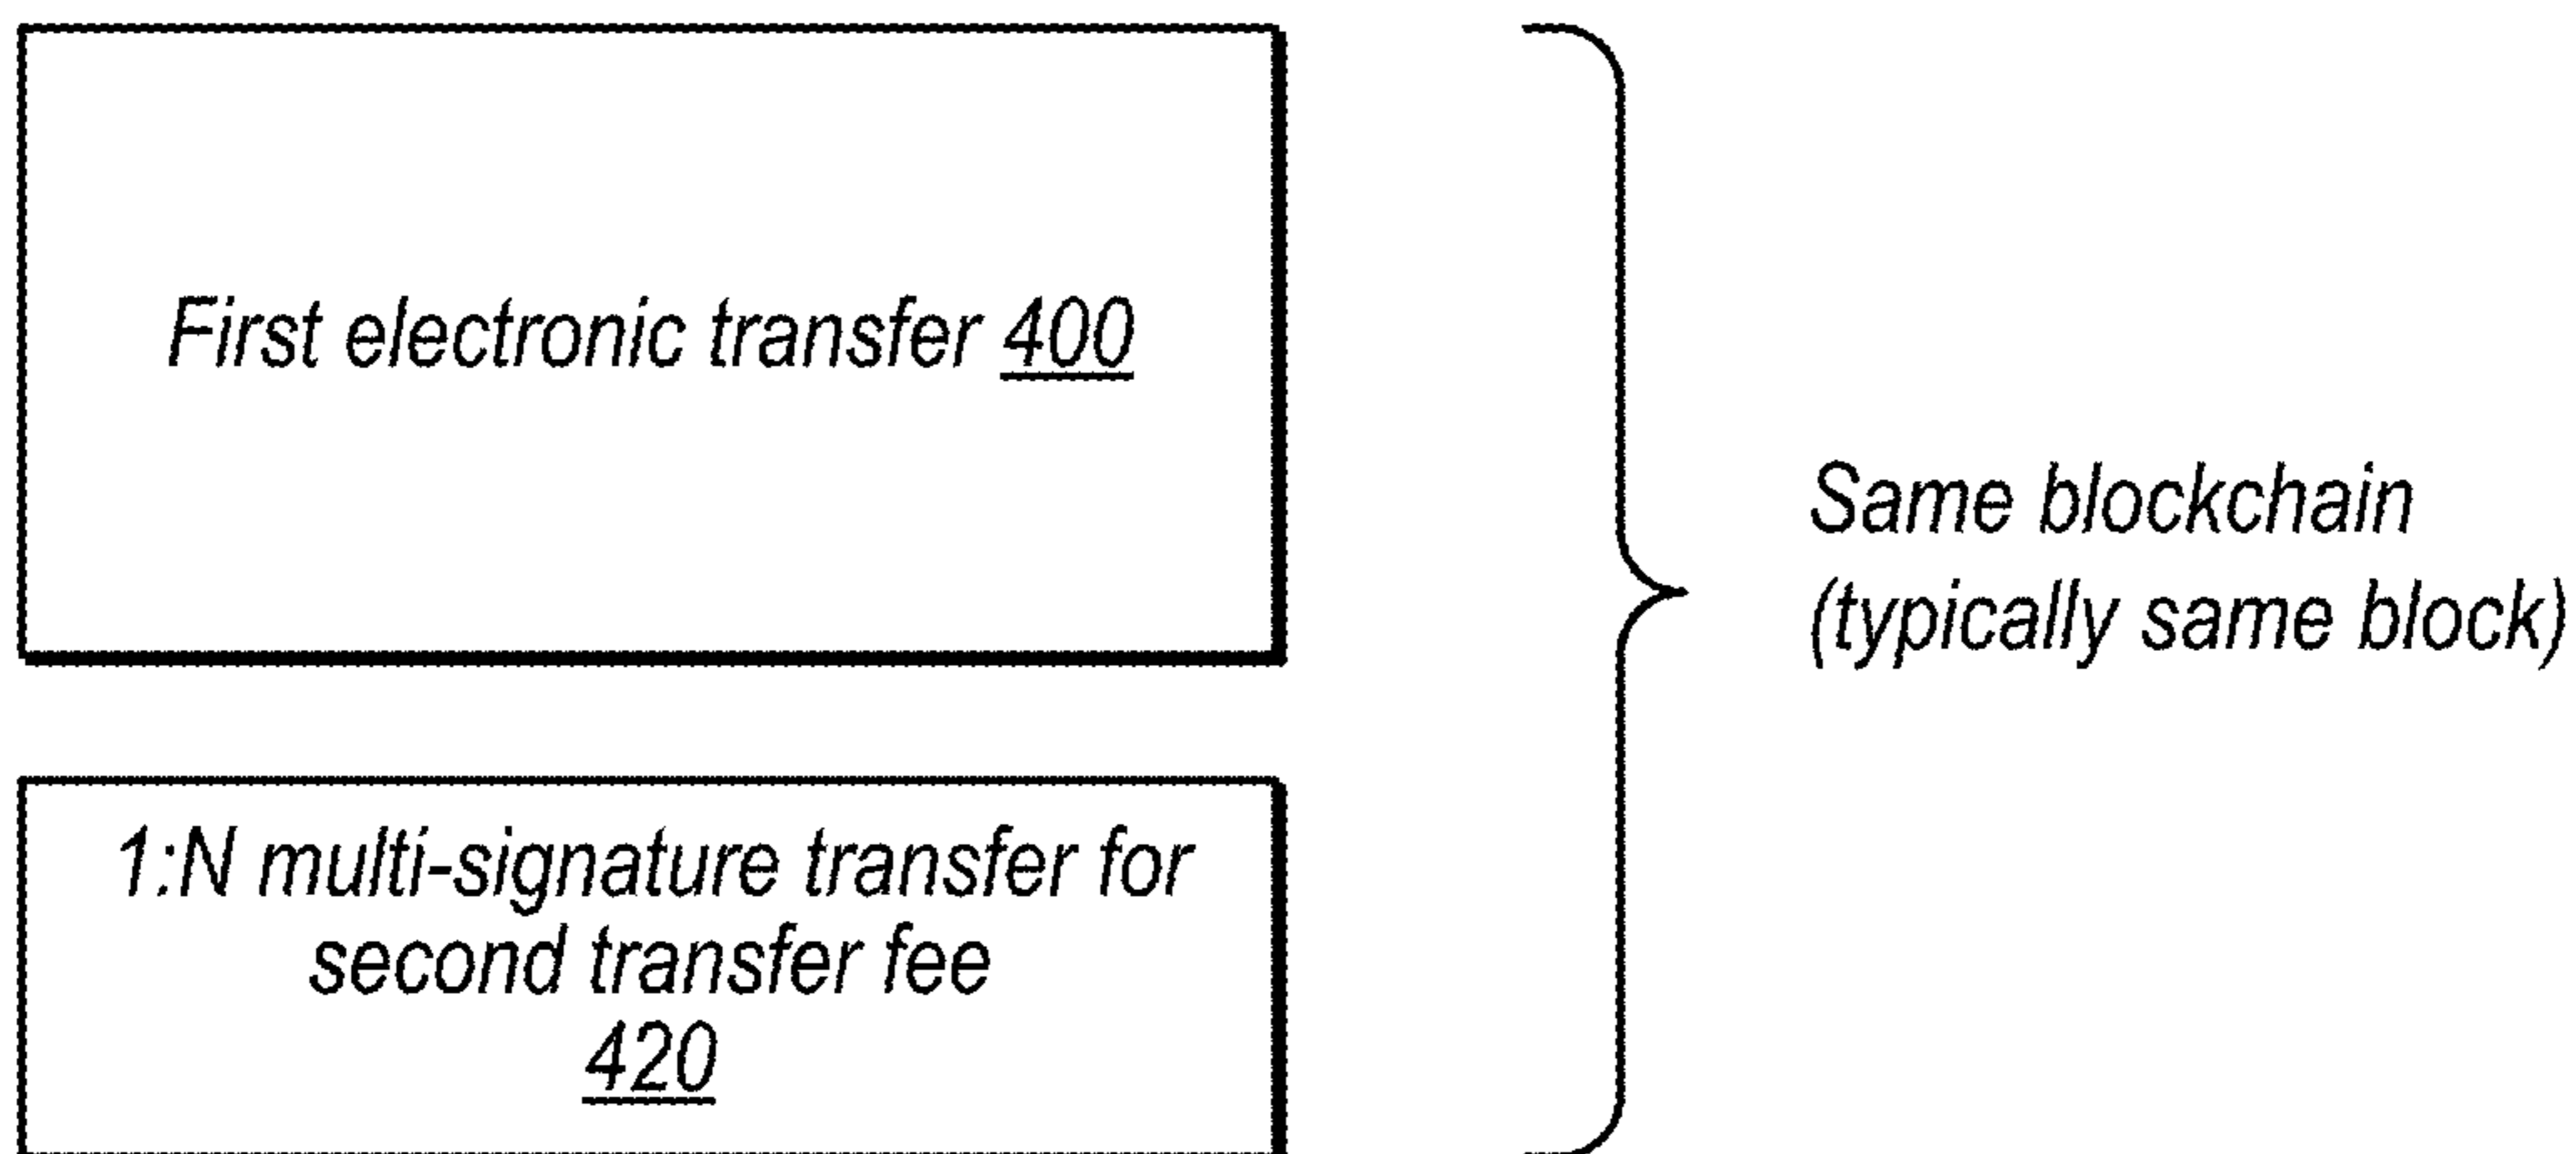 First electronic transfer 400
Same blockchain
(typically same block)
1:N multi-signature transfer for
second transfer fee
420